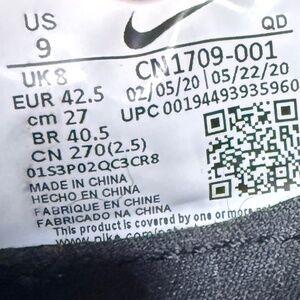 US
9
QD
UK 8
CN1709-001
EUR 42.5
02/05/20 05/22/20
cm 27
UPC 00194493935960
BR 40.5
CN 270(2.5)
01S3P02QC3CR8
MADE IN CHINA
HECHO EN CHINA
FABRIQUE EN CHINE
FABRICADO NA CHINA
This product is covered by one or more